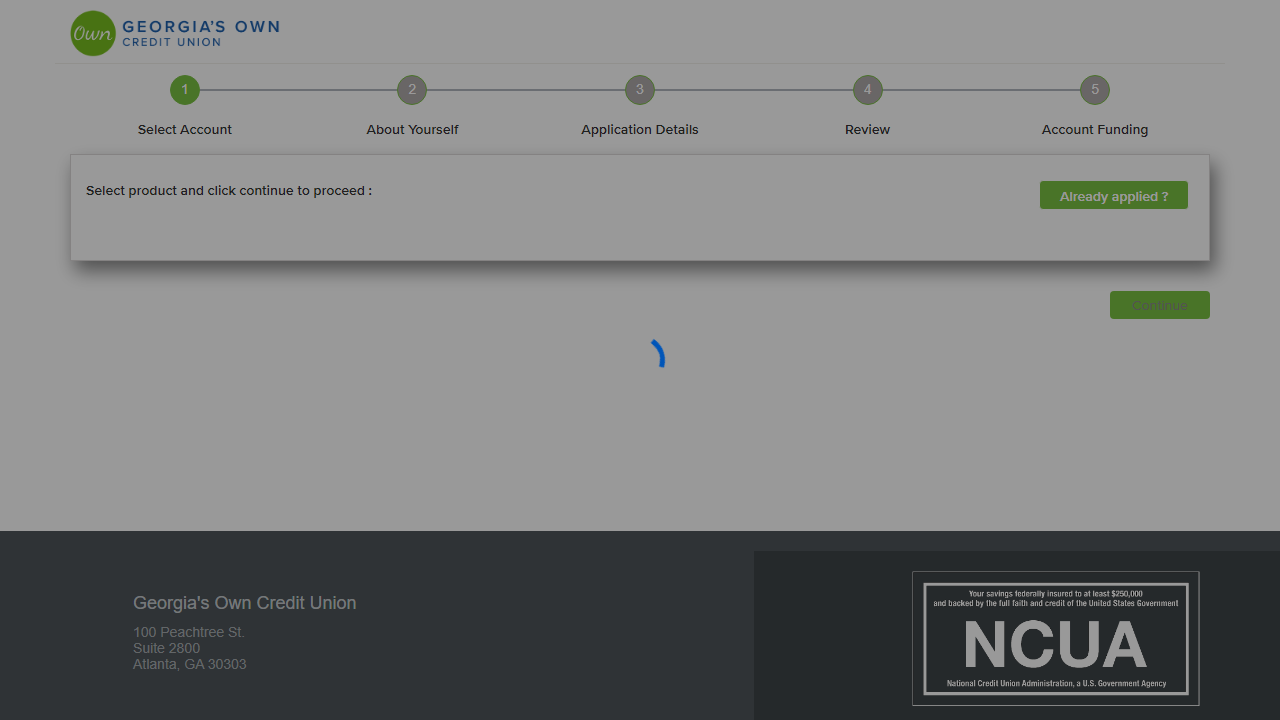 Own
GEORGIA'S OWN
CREDIT UNION
1
2
3
4
5
Select Account
About Yourself
Application Details
Review
Account Funding
Select product and click continue to proceed :
Already applied ?
Continue
Georgia's Own Credit Union
100 Peachtree St.
Suite 2800
Atlanta, GA 30303
Your savings federally insured to at least $250,000
and backed by the full faith and credit of the United States Government
NCUA
National Credit Union Administration, a U.S. Government Agency